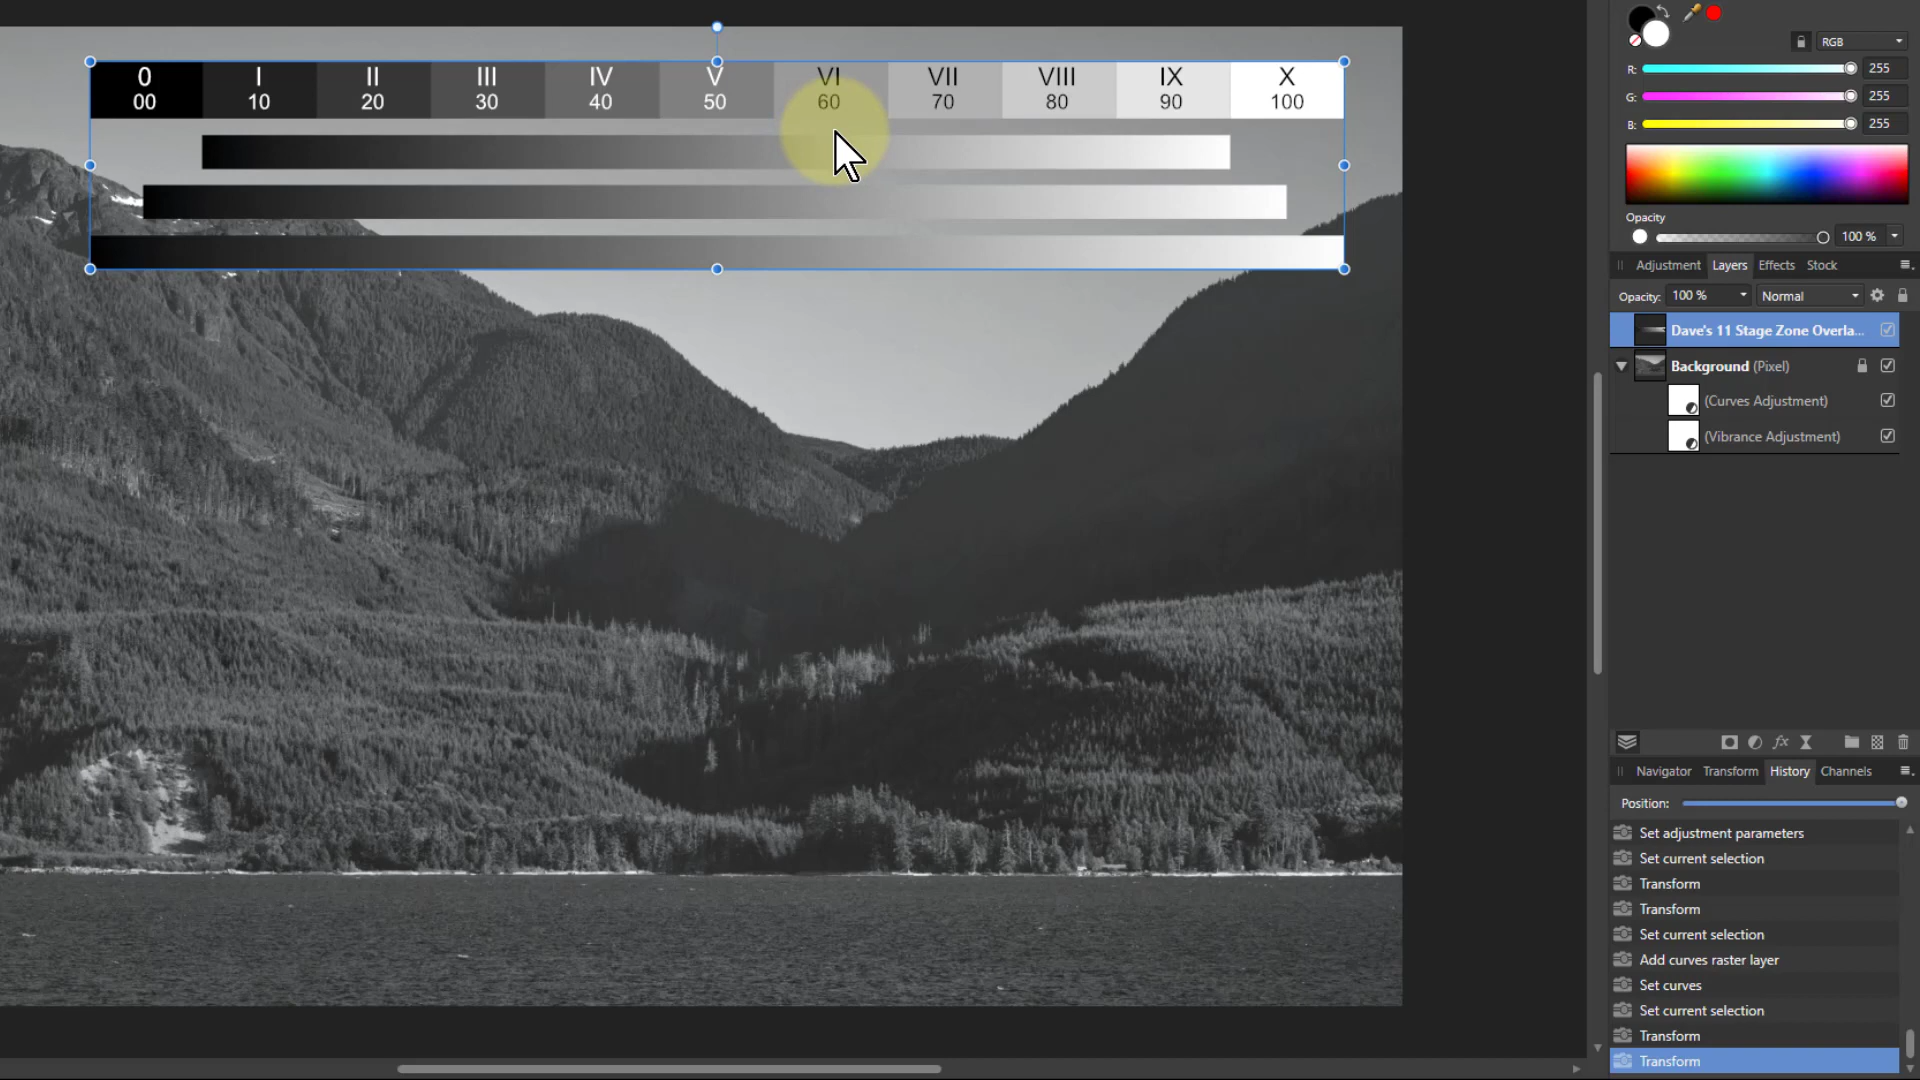 0 I II III IV V VI VII VIII IX X
00 10 20 30 40 50 60 70 80 90 100
RGB
R: 255
G: 255
B: 255
Opacity
100 %
Adjustment Layers Effects Stock
Opacity: 100 % Normal
Dave's 11 Stage Zone Overla...
Background (Pixel)
(Curves Adjustment)
(Vibrance Adjustment)
fx
Navigator Transform History Channels
Position:
Set adjustment parameters
Set current selection
Transform
Transform
Set current selection
Add curves raster layer
Set curves
Set current selection
Transform
Transform